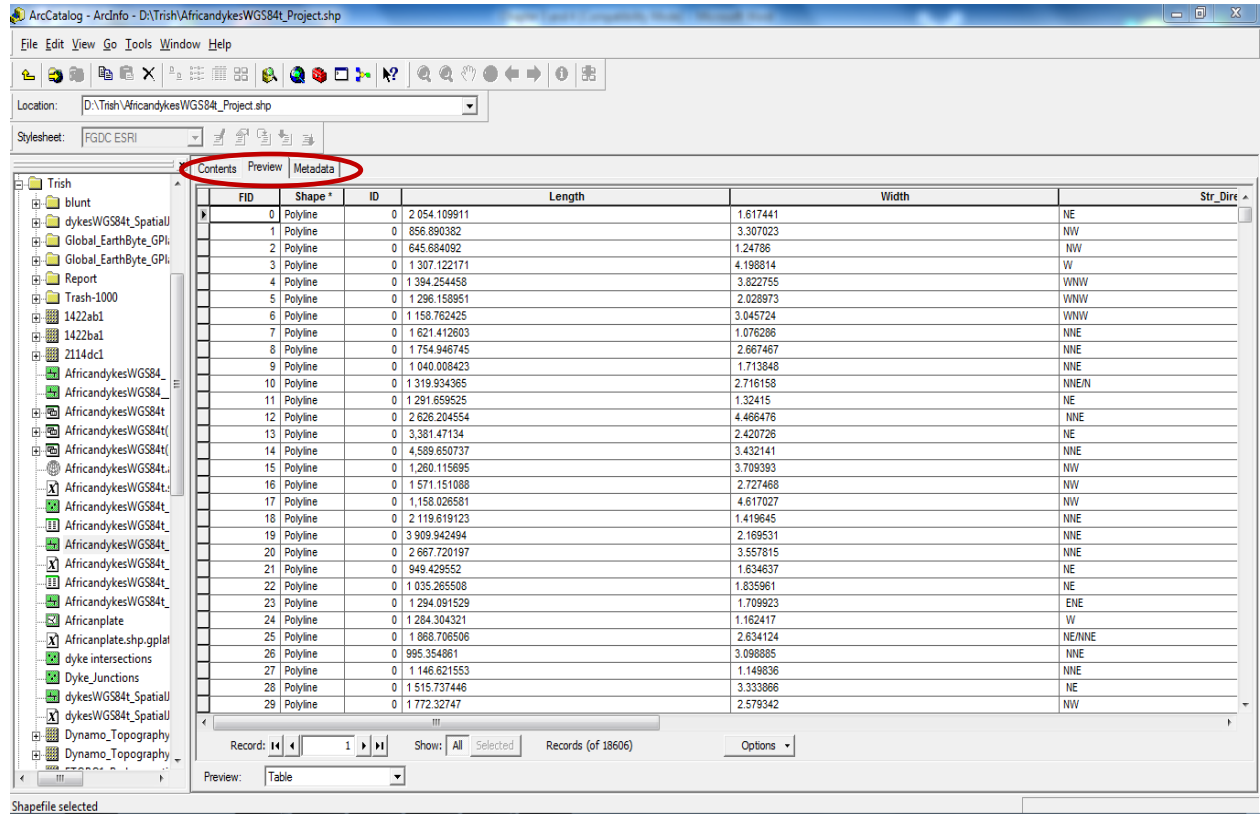 ArcCatalog - ArcInfo - D:\Trish\AfricandykesWGS84t_Project.shp
File Edit View Go Tools Window Help
Location: D:\Trish\AfricandykesWGS84t_Project.shp
Stylesheet: FGDC ESRI
Contents Preview Metadata
Trish
blunt
dykesWGS84t_SpatialJ
Global_EarthByte_GPl
Global_EarthByte_GPl
Report
Trash-1000
1422ab1
1422ba1
2114dc1
AfricandykesWGS84_
AfricandykesWGS84__
AfricandykesWGS84t
AfricandykesWGS84t(
AfricandykesWGS84t(
AfricandykesWGS84t.
AfricandykesWGS84t.
AfricandykesWGS84t_
AfricandykesWGS84t_
AfricandykesWGS84t_
AfricandykesWGS84t_
AfricandykesWGS84t_
AfricandykesWGS84t_
Africanplate
Africanplate.shp.gplat
dyke intersections
Dyke_Junctions
dykesWGS84t_SpatialJ
dykesWGS84t_SpatialJ
Dynamo_Topography
Dynamo_Topography
FID Shape * ID Length Width Str_Dire
0 Polyline 0 2 054.109911 1.617441 NE
1 Polyline 0 856.890382 3.307023 NW
2 Polyline 0 645.684092 1.24786 NW
3 Polyline 0 1 307.122171 4.198814 W
4 Polyline 0 1 394.254458 3.822755 WNW
5 Polyline 0 1 296.158951 2.028973 WNW
6 Polyline 0 1 158.762425 3.045724 WNW
7 Polyline 0 1 621.412603 1.076286 NNE
8 Polyline 0 1 754.946745 2.667467 NNE
9 Polyline 0 1 040.008423 1.713848 NNE
10 Polyline 0 1 319.934365 2.716158 NNE/N
11 Polyline 0 1 291.659525 1.32415 NE
12 Polyline 0 2 626.204554 4.466476 NNE
13 Polyline 0 3,381.47134 2.420726 NE
14 Polyline 0 4,589.650737 3.432141 NNE
15 Polyline 0 1,260.115695 3.709393 NW
16 Polyline 0 1 571.151088 2.727468 NW
17 Polyline 0 1,158.026581 4.617027 NW
18 Polyline 0 2 119.619123 1.419645 NNE
19 Polyline 0 3 909.942494 2.169531 NNE
20 Polyline 0 2 667.720197 3.557815 NNE
21 Polyline 0 949.429552 1.634637 NE
22 Polyline 0 1 035.265508 1.835961 NE
23 Polyline 0 1 294.091529 1.709923 ENE
24 Polyline 0 1 284.304321 1.162417 W
25 Polyline 0 1 868.706506 2.634124 NE/NNE
26 Polyline 0 995.354861 3.098885 NNE
27 Polyline 0 1 146.621553 1.149836 NNE
28 Polyline 0 1 515.737446 3.333866 NE
29 Polyline 0 1 772.32747 2.579342 NW
Record: 1 Show: All Selected Records (of 18606) Options
Preview: Table
Shapefile selected